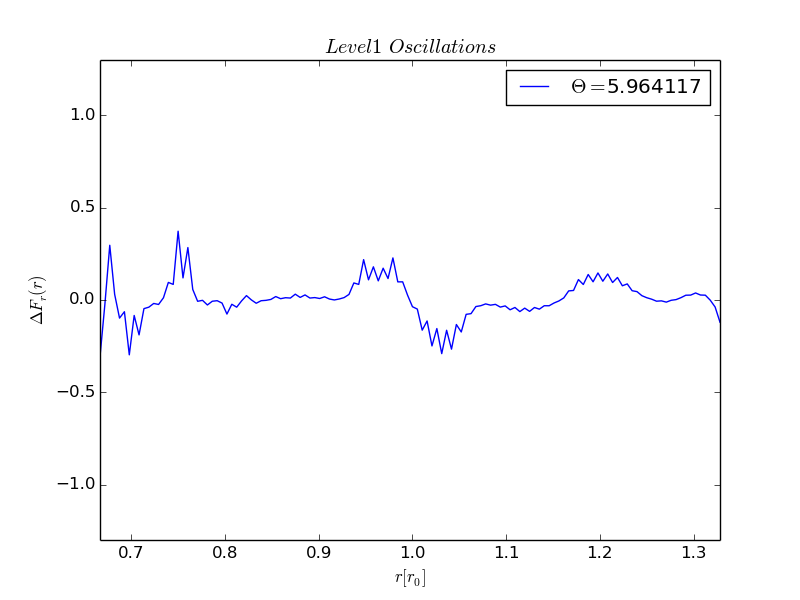 Level1 Oscillations
Θ =5.964117
1.0
0.5
0.0
−0.5
−1.0
ΔF_r(r)
0.7 0.8 0.9 1.0 1.1 1.2 1.3
r[r_0]